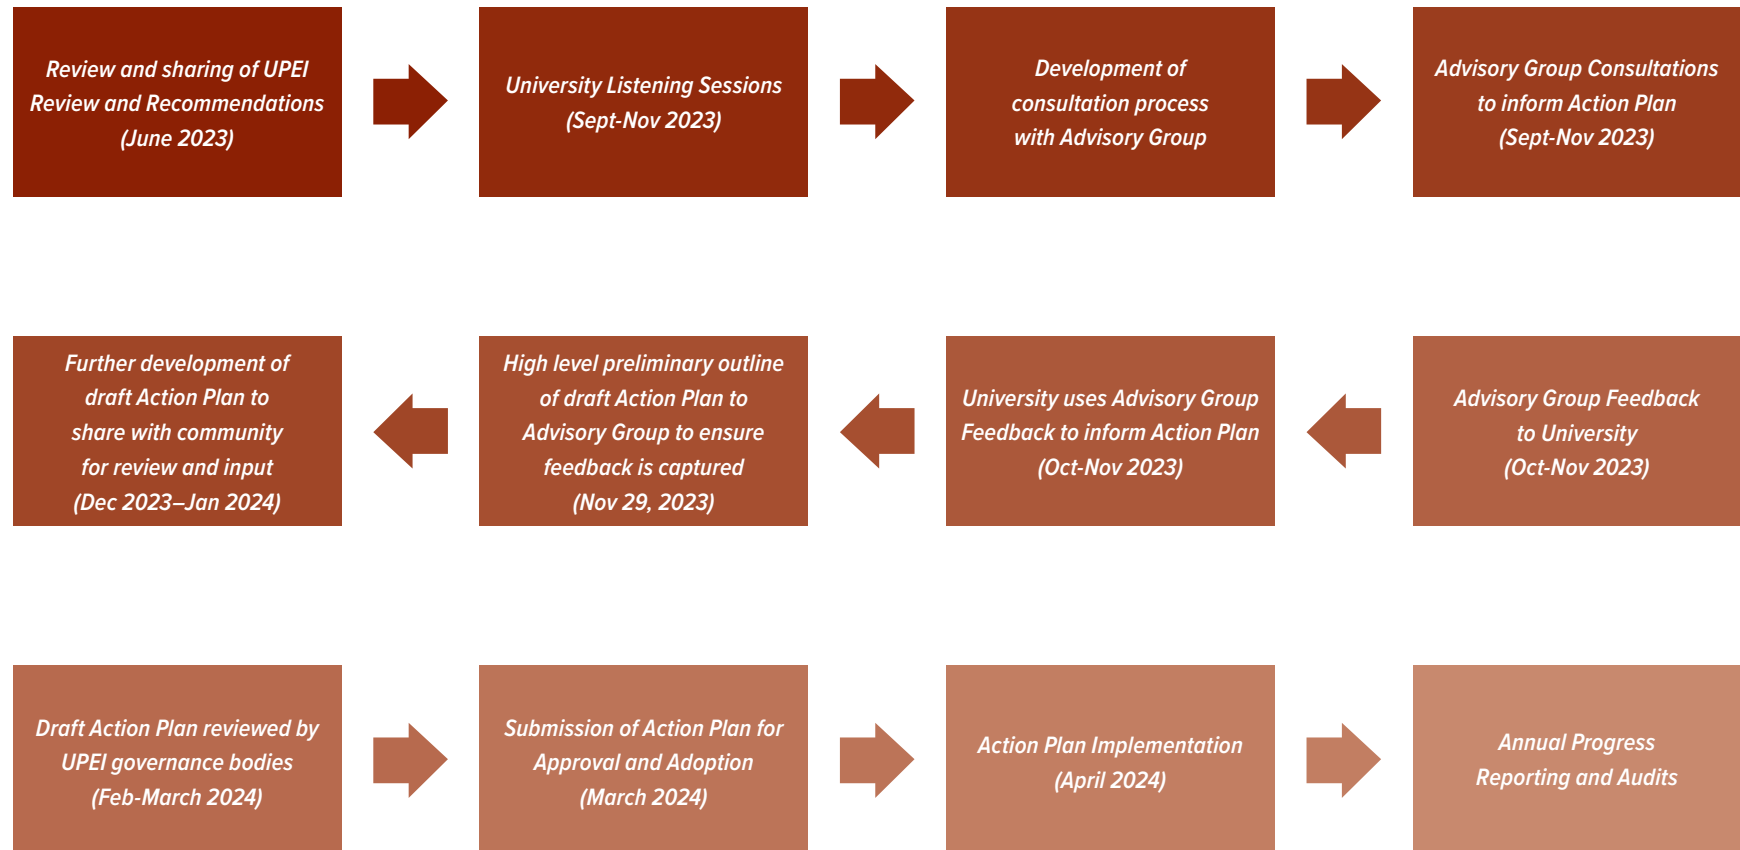 Review and sharing of UPEI
Review and Recommendations
(June 2023)
University Listening Sessions
(Sept-Nov 2023)
Development of
consultation process
with Advisory Group
Advisory Group Consultations
to inform Action Plan
(Sept-Nov 2023)
Advisory Group Feedback
to University
(Oct-Nov 2023)
University uses Advisory Group
Feedback to inform Action Plan
(Oct-Nov 2023)
High level preliminary outline
of draft Action Plan to
Advisory Group to ensure
feedback is captured
(Nov 29, 2023)
Further development of
draft Action Plan to
share with community
for review and input
(Dec 2023–Jan 2024)
Draft Action Plan reviewed by
UPEI governance bodies
(Feb-March 2024)
Submission of Action Plan for
Approval and Adoption
(March 2024)
Action Plan Implementation
(April 2024)
Annual Progress
Reporting and Audits